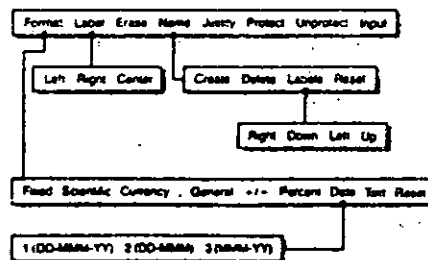 Format Label Erase Name Justify Protect Unprotect Input
Left Right Center
Create Delete Labels Reset
Right Down Left Up
Fixed Scientific Currency , General +/- Percent Date Text Reset
1 (DD-MMM-YY) 2 (DD-MMM) 3 (MMM-YY)